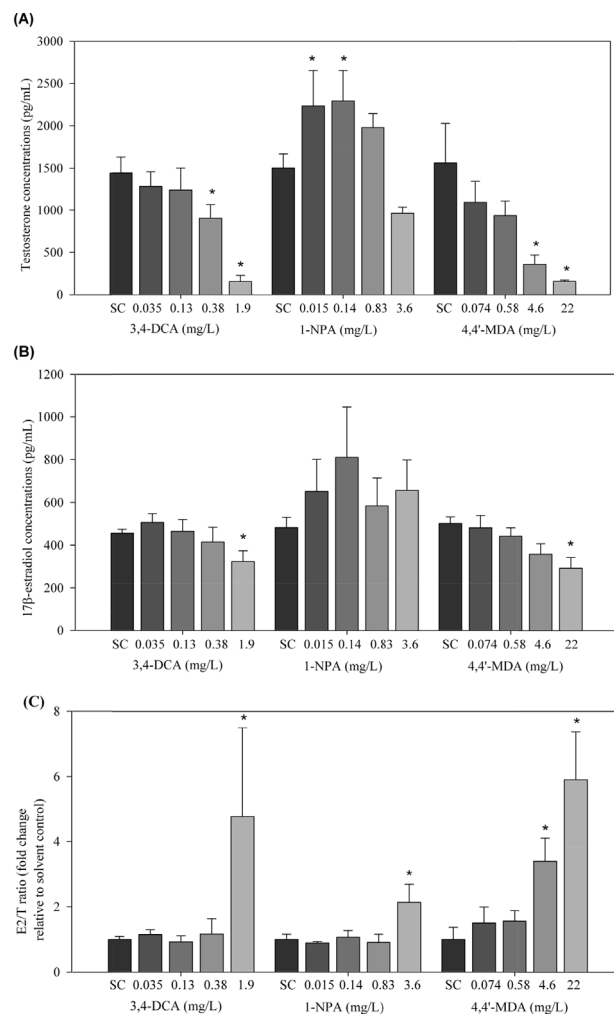 (A)
Testosterone concentrations (pg/mL)
3000
2500
2000
1500
1000
500
0
* * * * * *
SC 0.035 0.13 0.38 1.9 SC 0.015 0.14 0.83 3.6 SC 0.074 0.58 4.6 22
3,4-DCA (mg/L) 1-NPA (mg/L) 4,4'-MDA (mg/L)
(B)
17β-estradiol concentrations (pg/mL)
1200
1000
800
600
400
200
0
* *
SC 0.035 0.13 0.38 1.9 SC 0.015 0.14 0.83 3.6 SC 0.074 0.58 4.6 22
3,4-DCA (mg/L) 1-NPA (mg/L) 4,4'-MDA (mg/L)
(C)
E2/T ratio (fold change
relative to solvent control)
8
6
4
2
0
* * * *
SC 0.035 0.13 0.38 1.9 SC 0.015 0.14 0.83 3.6 SC 0.074 0.58 4.6 22
3,4-DCA (mg/L) 1-NPA (mg/L) 4,4'-MDA (mg/L)